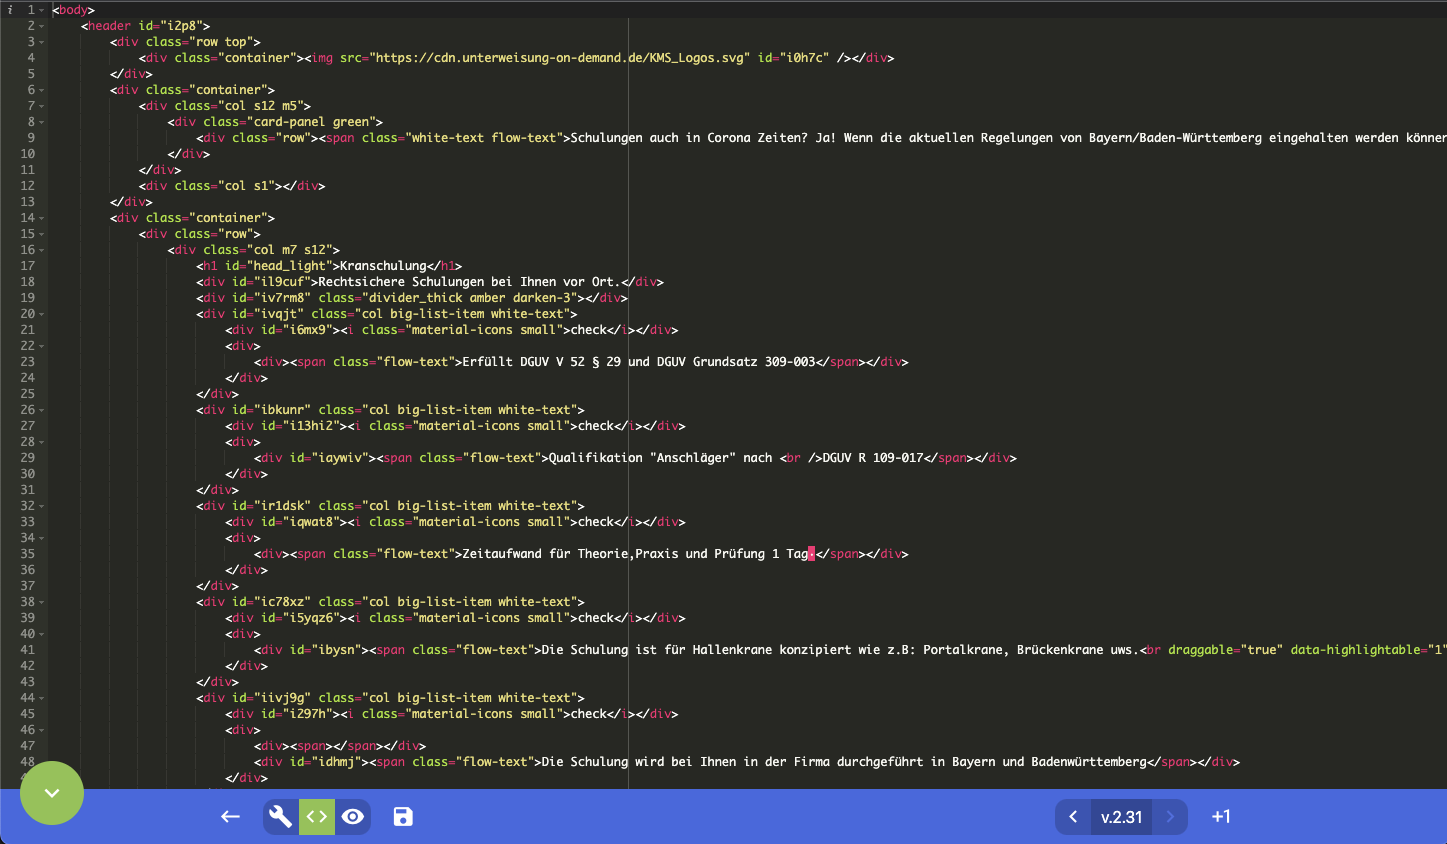 i 1 <body>
2 <header id="i2p8">
3 <div class="row top">
4 <div class="container"><img src="https://cdn.unterweisung-on-demand.de/KMS_Logos.svg" id="i0h7c" /></div>
5 </div>
6 <div class="container">
7 <div class="col s12 m5">
8 <div class="card-panel green">
9 <div class="row"><span class="white-text flow-text">Schulungen auch in Corona Zeiten? Ja! Wenn die aktuellen Regelungen von Bayern/Baden-Württemberg eingehalten werden könner
10 </div>
11 </div>
12 <div class="col s1"></div>
13 </div>
14 <div class="container">
15 <div class="row">
16 <div class="col m7 s12">
17 <h1 id="head_light">Kranschulung</h1>
18 <div id="il9cuf">Rechtsichere Schulungen bei Ihnen vor Ort.</div>
19 <div id="iv7rm8" class="divider_thick amber darken-3"></div>
20 <div id="ivqjt" class="col big-list-item white-text">
21 <div id="i6mx9"><i class="material-icons small">check</i></div>
22 <div>
23 <div><span class="flow-text">Erfüllt DGUV V 52 § 29 und DGUV Grundsatz 309-003</span></div>
24 </div>
25 </div>
26 <div id="ibkunr" class="col big-list-item white-text">
27 <div id="i13hi2"><i class="material-icons small">check</i></div>
28 <div>
29 <div id="iaywiv"><span class="flow-text">Qualifikation "Anschläger" nach <br />DGUV R 109-017</span></div>
30 </div>
31 </div>
32 <div id="ir1dsk" class="col big-list-item white-text">
33 <div id="iqwat8"><i class="material-icons small">check</i></div>
34 <div>
35 <div><span class="flow-text">Zeitaufwand für Theorie,Praxis und Prüfung 1 Tag·</span></div>
36 </div>
37 </div>
38 <div id="ic78xz" class="col big-list-item white-text">
39 <div id="i5yqz6"><i class="material-icons small">check</i></div>
40 <div>
41 <div id="ibysn"><span class="flow-text">Die Schulung ist für Hallenkrane konzipiert wie z.B: Portalkrane, Brückenkrane uws.<br draggable="true" data-highlightable="1"
42 </div>
43 </div>
44 <div id="iivj9g" class="col big-list-item white-text">
45 <div id="i297h"><i class="material-icons small">check</i></div>
46 <div>
47 <div><span></span></div>
48 <div id="idhmj"><span class="flow-text">Die Schulung wird bei Ihnen in der Firma durchgeführt in Bayern und Badenwürttemberg</span></div>
</div>
v.2.31 +1